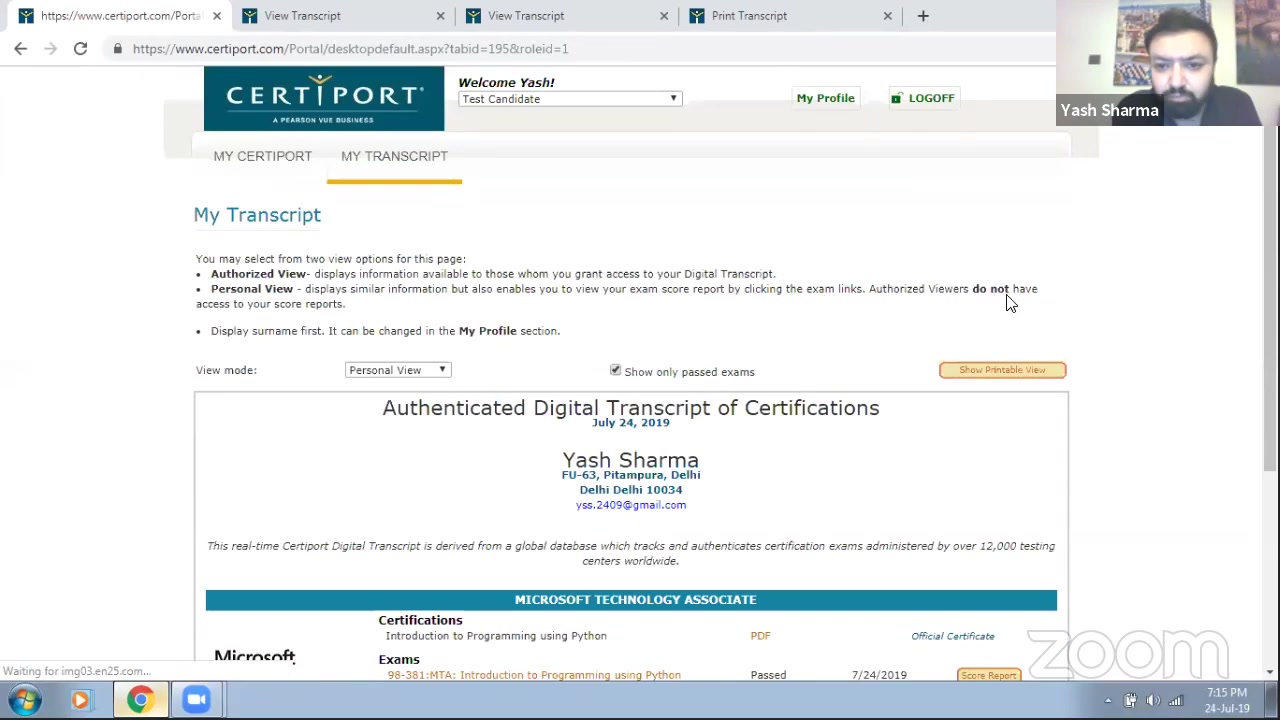 https://www.certiport.com/Porta
View Transcript
View Transcript
Print Transcript
https://www.certiport.com/Portal/desktopdefault.aspx?tabid=195&roleid=1
Yash Sharma
CERTIPORT
A PEARSON VUE BUSINESS
Welcome Yash!
Test Candidate
My Profile
LOGOFF
MY CERTIPORT
MY TRANSCRIPT
My Transcript
You may select from two view options for this page:
• Authorized View- displays information available to those whom you grant access to your Digital Transcript.
• Personal View - displays similar information but also enables you to view your exam score report by clicking the exam links. Authorized Viewers do not have
access to your score reports.
• Display surname first. It can be changed in the My Profile section.
View mode:
Personal View
Show only passed exams
Show Printable View
Authenticated Digital Transcript of Certifications
July 24, 2019
Yash Sharma
FU-63, Pitampura, Delhi
Delhi Delhi 10034
yss.2409@gmail.com
This real-time Certiport Digital Transcript is derived from a global database which tracks and authenticates certification exams administered by over 12,000 testing
centers worldwide.
MICROSOFT TECHNOLOGY ASSOCIATE
Certifications
Introduction to Programming using Python PDF Official Certificate
Microsoft
Exams
98-381:MTA: Introduction to Programming using Python Passed 7/24/2019 Score Report
zoom
Waiting for img03.en25.com...
7:15 PM
24-Jul-19